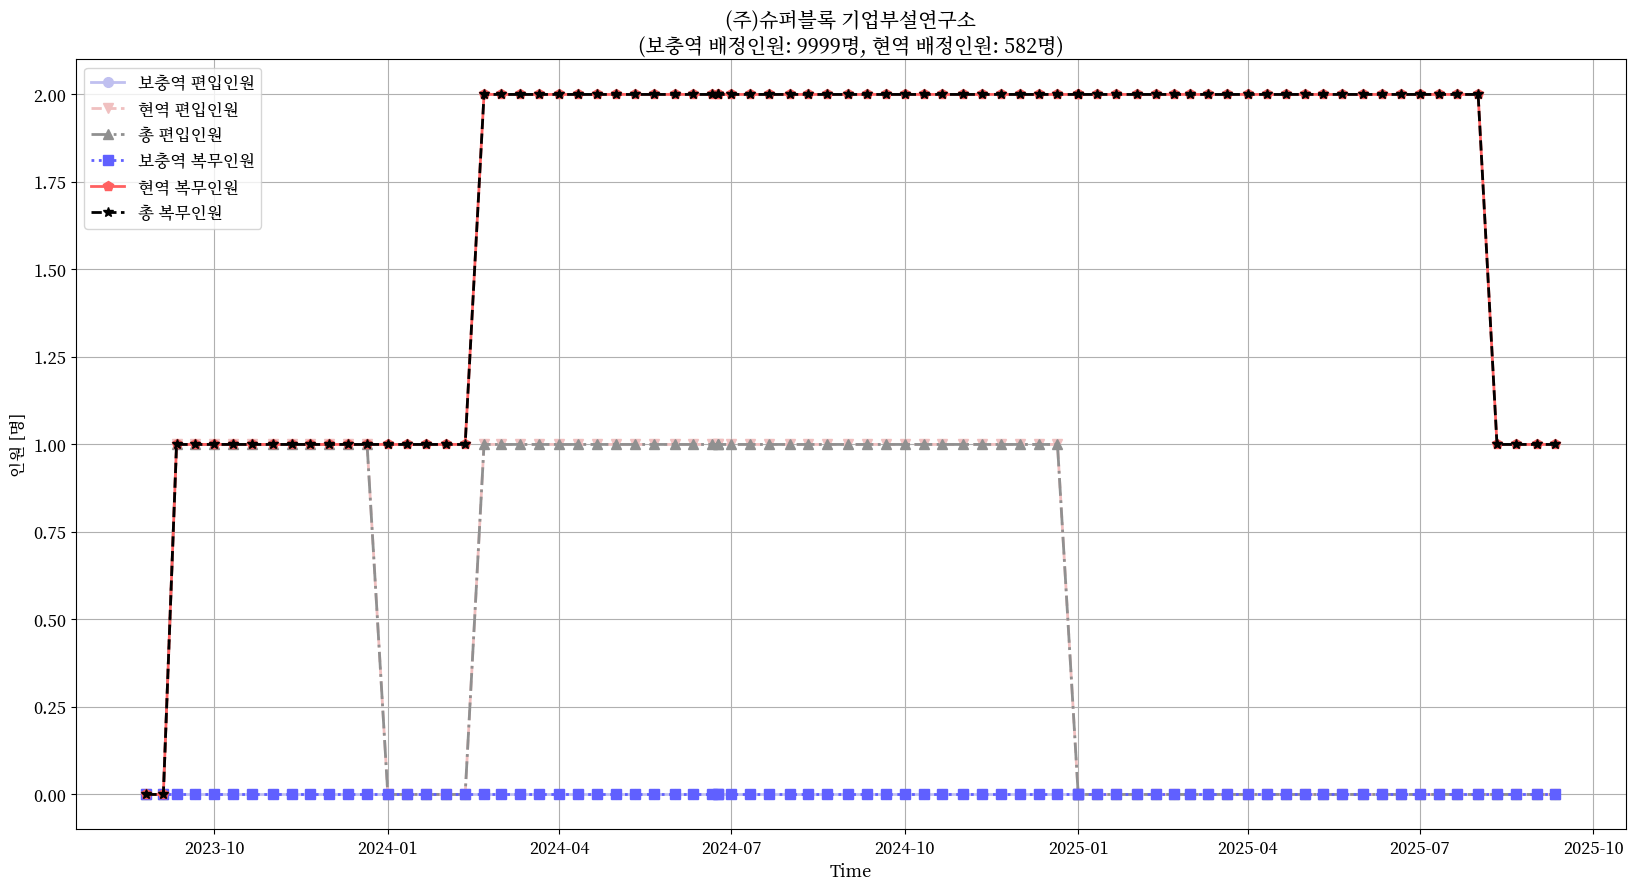 (주)슈퍼블록 기업부설연구소
(보충역 배정인원: 9999명, 현역 배정인원: 582명)
보충역 편입인원
현역 편입인원
총 편입인원
보충역 복무인원
현역 복무인원
총 복무인원
2.00
1.75
1.50
1.25
1.00
0.75
0.50
0.25
0.00
인원 [명]
2023-10
2024-01
2024-04
2024-07
2024-10
2025-01
2025-04
2025-07
2025-10
Time